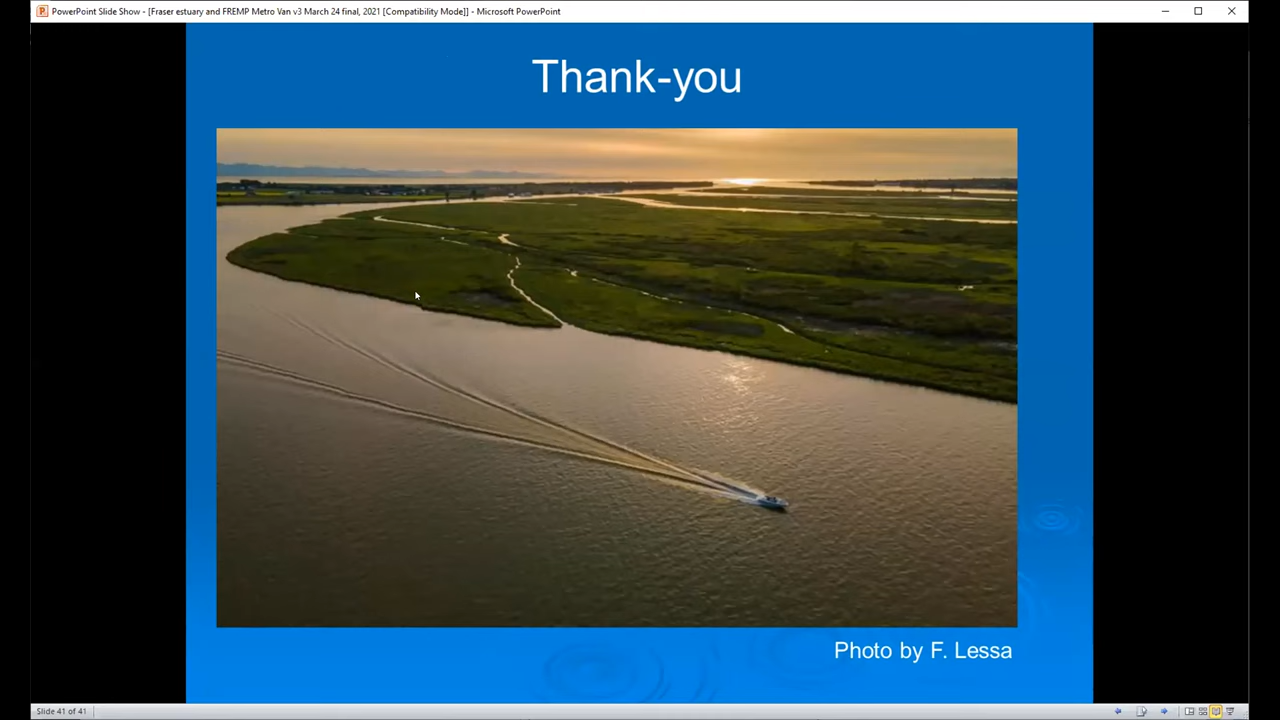 PowerPoint Slide Show - [Fraser estuary and FREMP Metro Van v3 March 24 final, 2021 [Compatibility Mode]] - Microsoft PowerPoint
Thank-you
Photo by F. Lessa
Slide 41 of 41